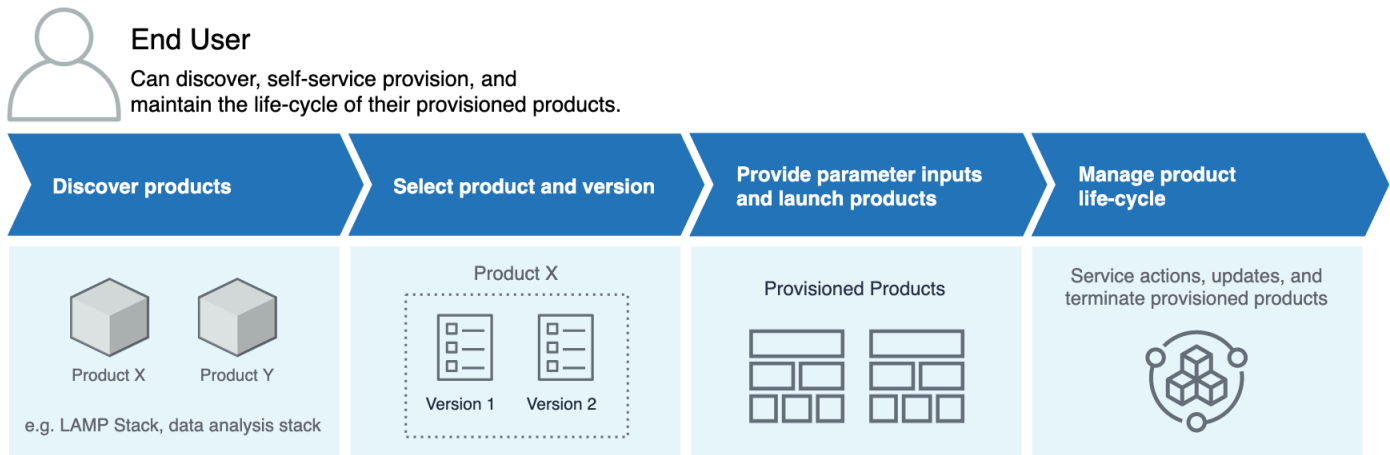 End User
Can discover, self-service provision, and
maintain the life-cycle of their provisioned products.
Discover products
Select product and version
Provide parameter inputs
and launch products
Manage product
life-cycle
Product X
Product Y
e.g. LAMP Stack, data analysis stack
Product X
Version 1
Version 2
Provisioned Products
Service actions, updates, and
terminate provisioned products